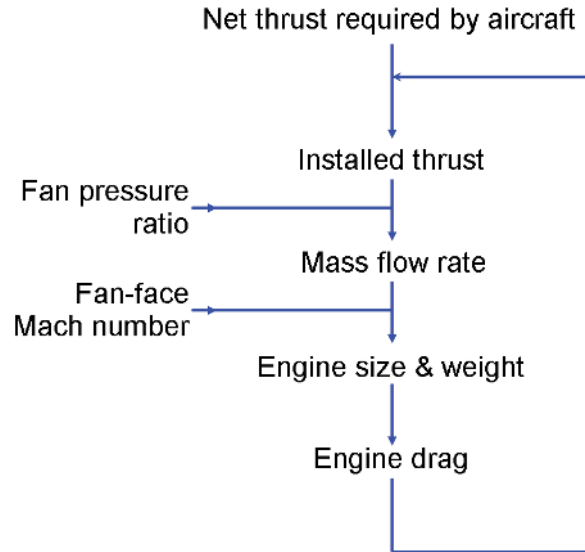 Net thrust required by aircraft
Installed thrust
Fan pressure
ratio
Mass flow rate
Fan-face
Mach number
Engine size & weight
Engine drag